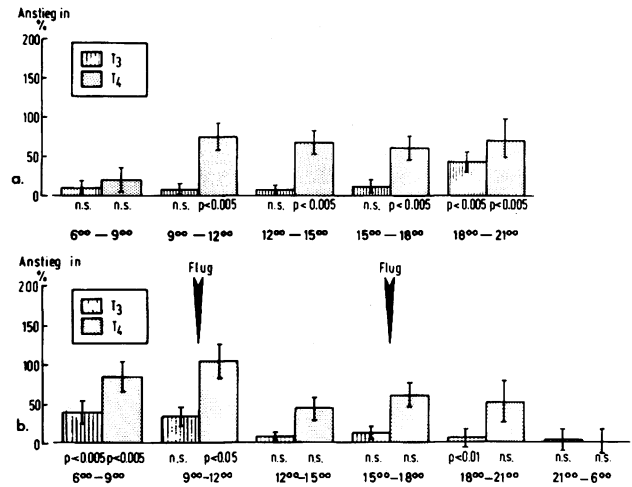 Anstieg in
%
200
150
100
50
0
T3
T4
a.
n.s. n.s. n.s. p<0.005 n.s. p<0.005 n.s. p<0.005 p<0.005 p<0.005
6⁰⁰ — 9⁰⁰ 9⁰⁰ — 12⁰⁰ 12⁰⁰ — 15⁰⁰ 15⁰⁰ — 18⁰⁰ 18⁰⁰ — 21⁰⁰
Anstieg in
%
Flug Flug
200
150
100
50
0
T3
T4
b.
p<0.005 p<0.005 n.s. p<0.05 n.s. n.s. n.s. n.s. p<0.01 n.s. n.s. n.s.
6⁰⁰ — 9⁰⁰ 9⁰⁰—12⁰⁰ 12⁰⁰—15⁰⁰ 15⁰⁰—18⁰⁰ 18⁰⁰—21⁰⁰ 21⁰⁰—6⁰⁰